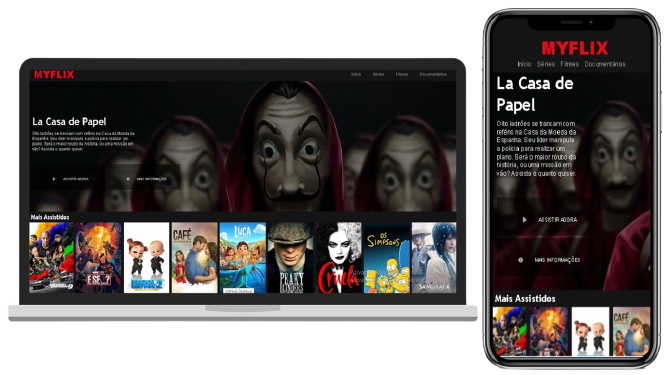 MYFLIX
Início Séries Filmes Documentários
La Casa de Papel
Oito ladrões se trancam com
reféns na Casa da Moeda da
Espanha. Seu líder manipula
a polícia para realizar um
plano. Será o maior roubo da
história, ou uma missão em
vão? Assista e quanto quiser.
ASSISTIR AGORA
MAIS INFORMAÇÕES
Mais Assistidos
E SE...?
CAFÉ
LUCA
PEAKY
BLINDERS
Cruella
OS
SIMPSONS
MYFLIX
Início Séries Filmes Documentários
La Casa de
Papel
Oito ladrões se trancam com
reféns na Casa da Moeda da
Espanha. Seu líder manipula
a polícia para realizar um
plano. Será o maior roubo da
história, ou uma missão em
vão? Assista e quanto quiser.
ASSISTIR AGORA
MAIS INFORMAÇÕES
Mais Assistidos
CAFÉ